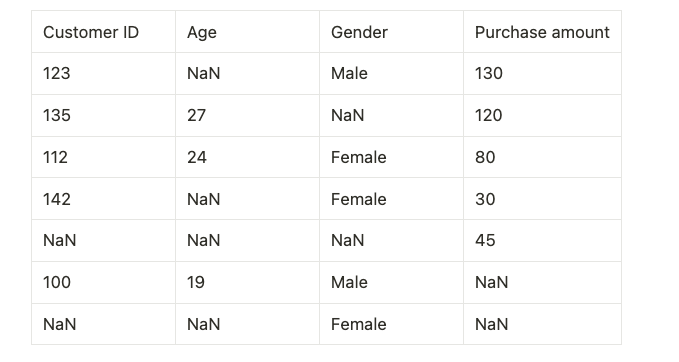 Customer ID Age Gender Purchase amount
123 NaN Male 130
135 27 NaN 120
112 24 Female 80
142 NaN Female 30
NaN NaN NaN 45
100 19 Male NaN
NaN NaN Female NaN